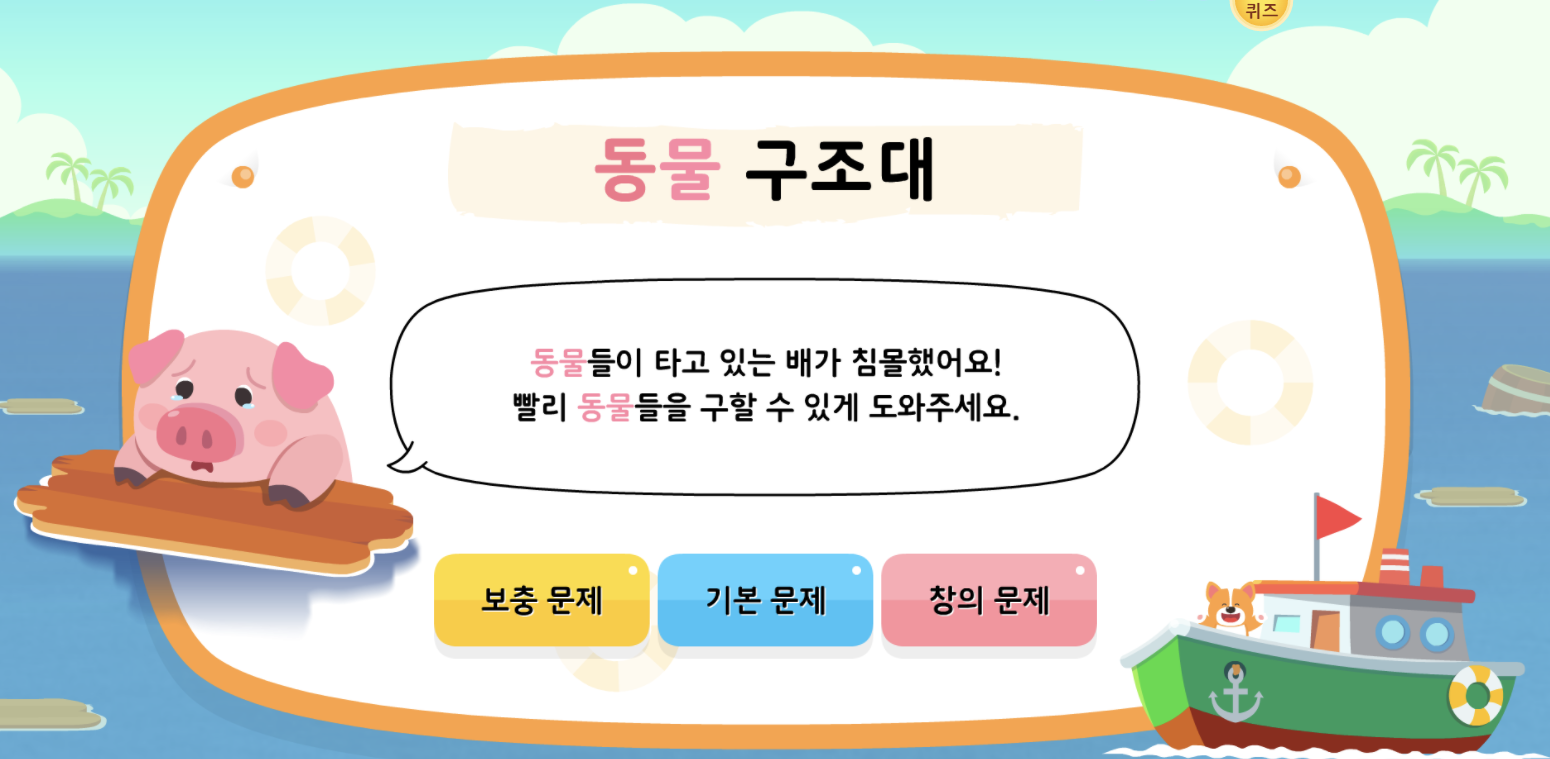 퀴즈
동물 구조대
동물들이 타고 있는 배가 침몰했어요!
빨리 동물들을 구할 수 있게 도와주세요.
보충 문제
기본 문제
창의 문제